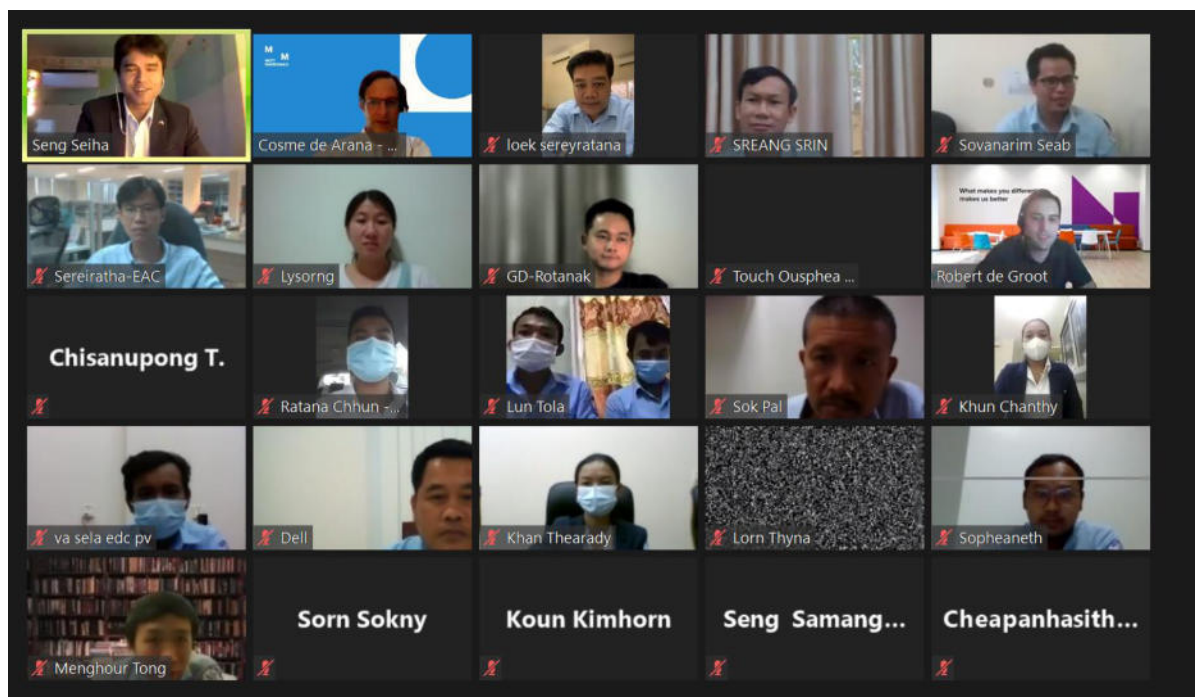 Seng Seiha
M M
MOTT
MACDONALD
Cosme de Arana - ...
loek sereyratana
SREANG SRIN
Sovanarim Seab
Sereiratha-EAC
Lysorng
GD-Rotanak
Touch Ousphea ...
What makes you different
makes us better
Robert de Groot
Chisanupong T.
Ratana Chhun -...
Lun Tola
Sok Pal
Khun Chanthy
va sela edc pv
Dell
Khan Thearady
Lorn Thyna
Sopheaneth
Menghour Tong
Sorn Sokny
Koun Kimhorn
Seng Samang...
Cheapanhasith...